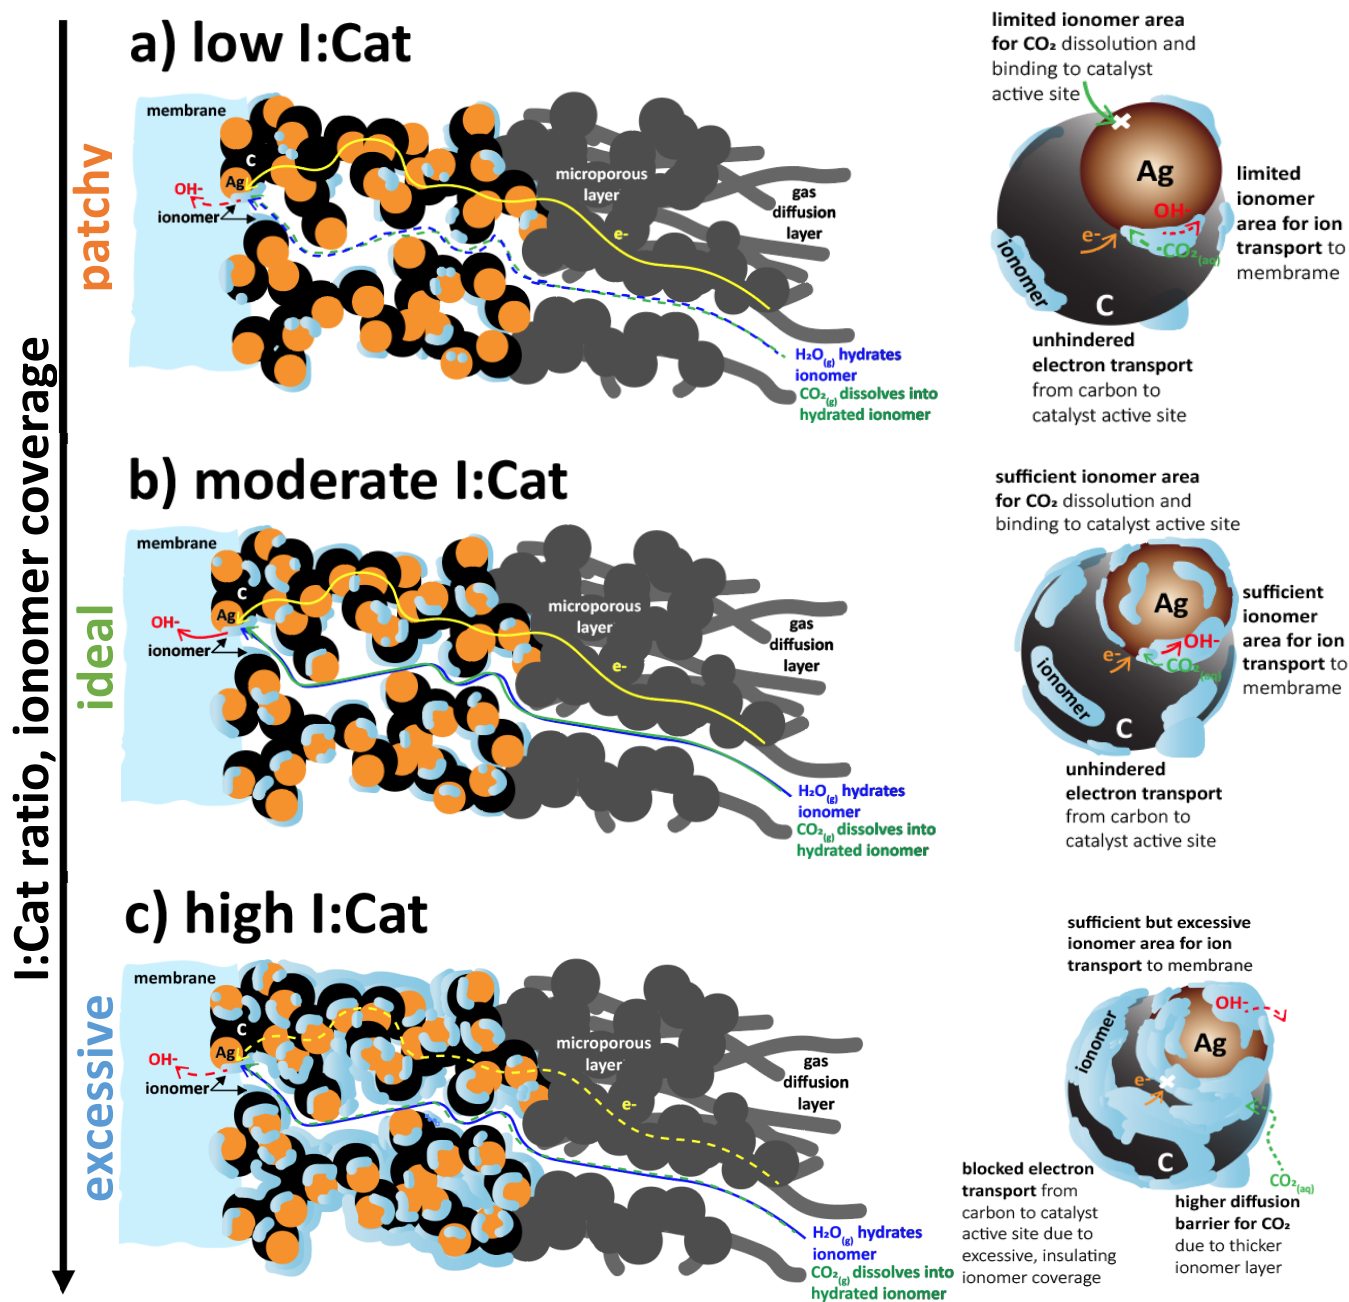 I:Cat ratio, ionomer coverage
patchy
a) low I:Cat
membrane
C
Ag
OH-
ionomer
microporous
layer
e-
gas
diffusion
layer
H₂O(g) hydrates
ionomer
CO₂(g) dissolves into
hydrated ionomer
limited ionomer area
for CO₂ dissolution and
binding to catalyst
active site
Ag
OH-
e-
CO₂(aq)
ionomer
C
limited
ionomer
area for ion
transport to
membrame
unhindered
electron transport
from carbon to
catalyst active site
ideal
b) moderate I:Cat
membrane
C
Ag
OH-
ionomer
microporous
layer
e-
gas
diffusion
layer
H₂O(g) hydrates
ionomer
CO₂(g) dissolves into
hydrated ionomer
sufficient ionomer area
for CO₂ dissolution and
binding to catalyst active site
Ag
OH-
e-
CO₂(aq)
ionomer
C
sufficient
ionomer
area for ion
transport to
membrame
unhindered
electron transport
from carbon to
catalyst active site
excessive
c) high I:Cat
membrane
C
Ag
OH-
ionomer
microporous
layer
e-
gas
diffusion
layer
H₂O(g) hydrates
ionomer
CO₂(g) dissolves into
hydrated ionomer
sufficient but excessive
ionomer area for ion
transport to membrame
OH-
Ag
ionomer
e-
C
CO₂(aq)
blocked electron
transport from
carbon to catalyst
active site due to
excessive, insulating
ionomer coverage
higher diffusion
barrier for CO₂
due to thicker
ionomer layer